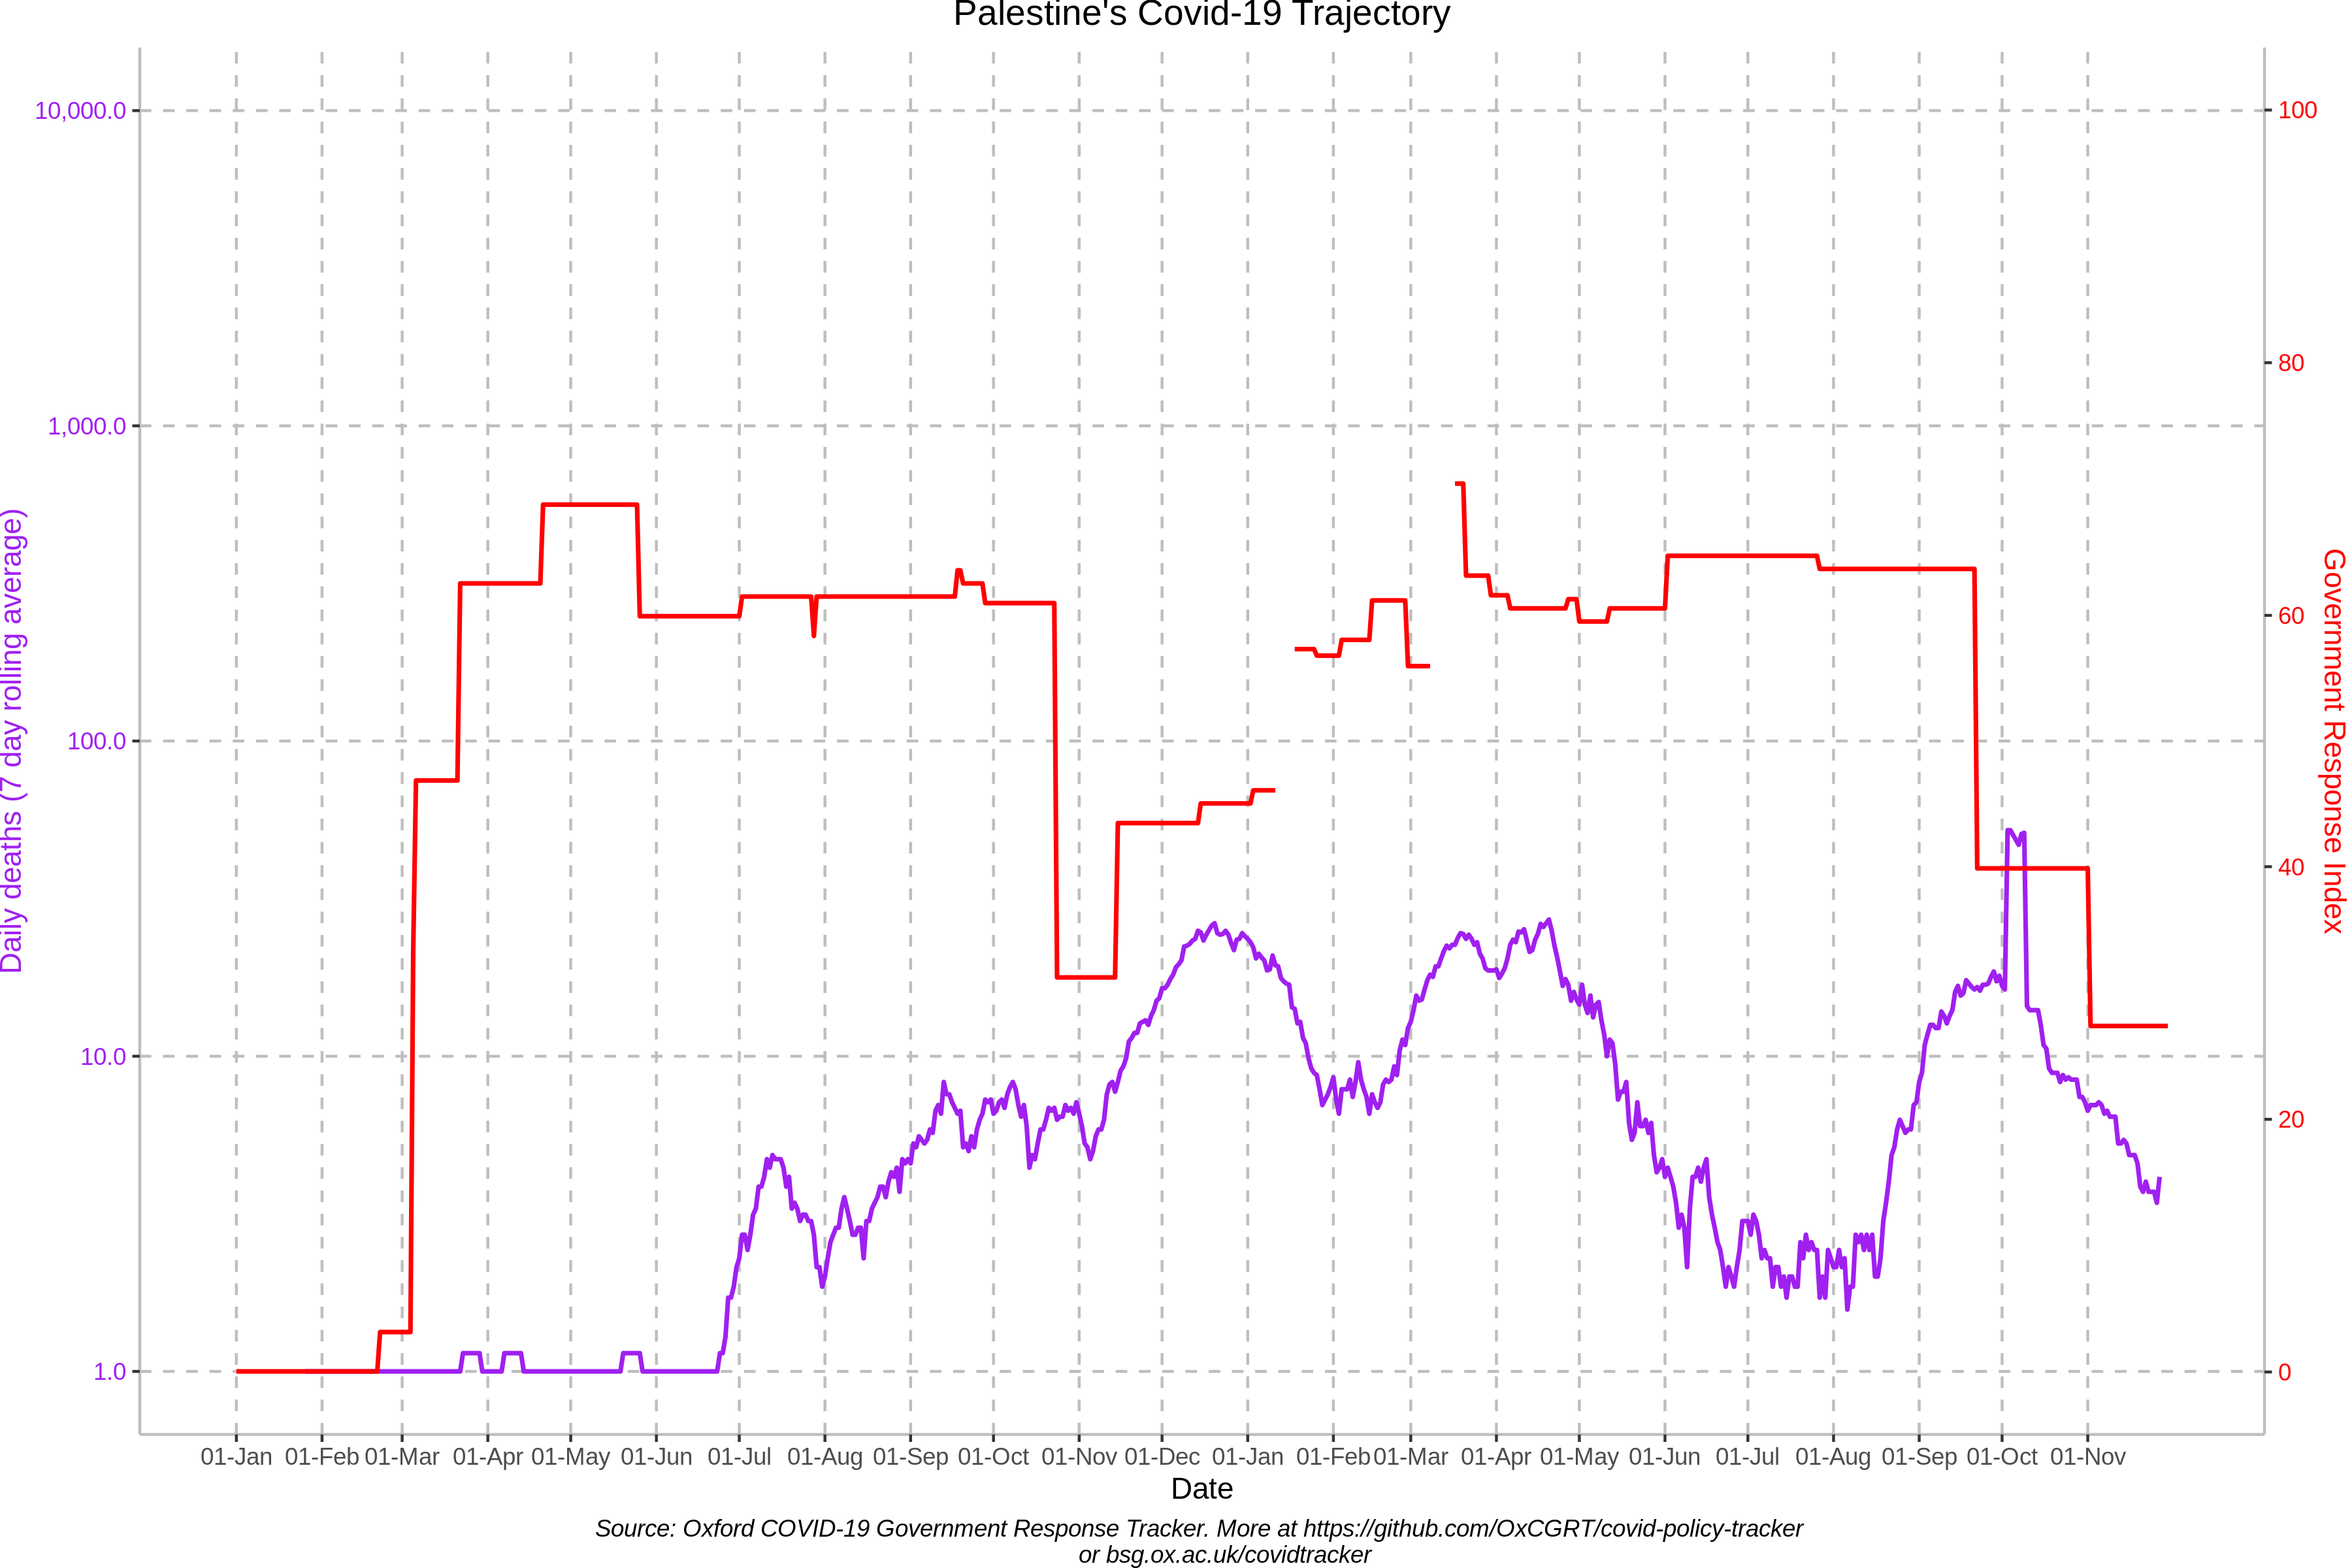 Palestine's Covid-19 Trajectory
10,000.0
1,000.0
100.0
10.0
1.0
Daily deaths (7 day rolling average)
100
80
60
40
20
0
Government Response Index
01-Jan 01-Feb 01-Mar 01-Apr 01-May 01-Jun 01-Jul 01-Aug 01-Sep 01-Oct 01-Nov 01-Dec 01-Jan 01-Feb 01-Mar 01-Apr 01-May 01-Jun 01-Jul 01-Aug 01-Sep 01-Oct 01-Nov
Date
Source: Oxford COVID-19 Government Response Tracker. More at https://github.com/OxCGRT/covid-policy-tracker
or bsg.ox.ac.uk/covidtracker